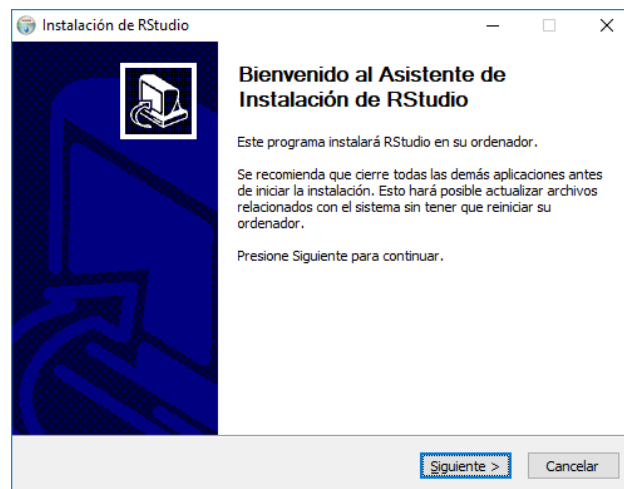 Instalación de RStudio
Bienvenido al Asistente de
Instalación de RStudio
Este programa instalará RStudio en su ordenador.
Se recomienda que cierre todas las demás aplicaciones antes
de iniciar la instalación. Esto hará posible actualizar archivos
relacionados con el sistema sin tener que reiniciar su
ordenador.
Presione Siguiente para continuar.
Siguiente > Cancelar